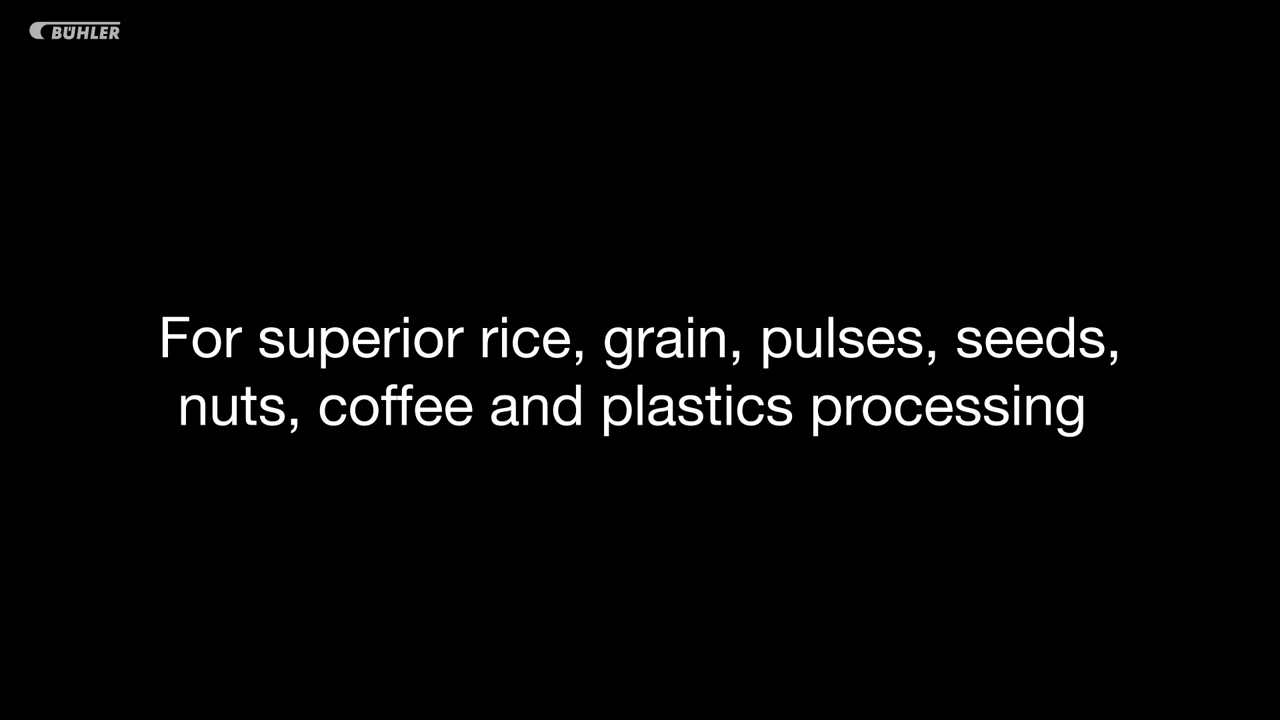 BÜHLER
For superior rice, grain, pulses, seeds,
nuts, coffee and plastics processing